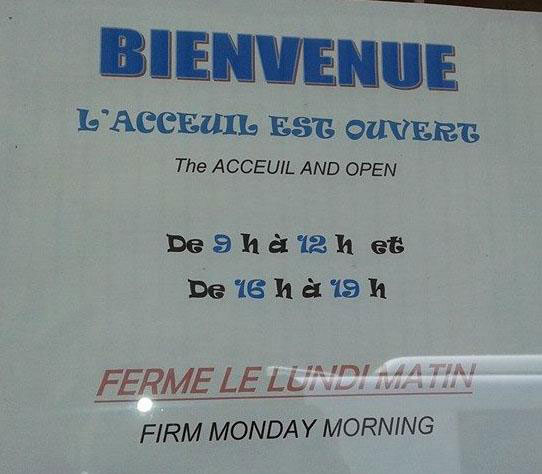 BIENVENUE
L'ACCEUIL EST OUVERT
The ACCEUIL AND OPEN
De 9 h à 12 h et
De 16 h à 19 h
FERME LE LUNDI MATIN
FIRM MONDAY MORNING